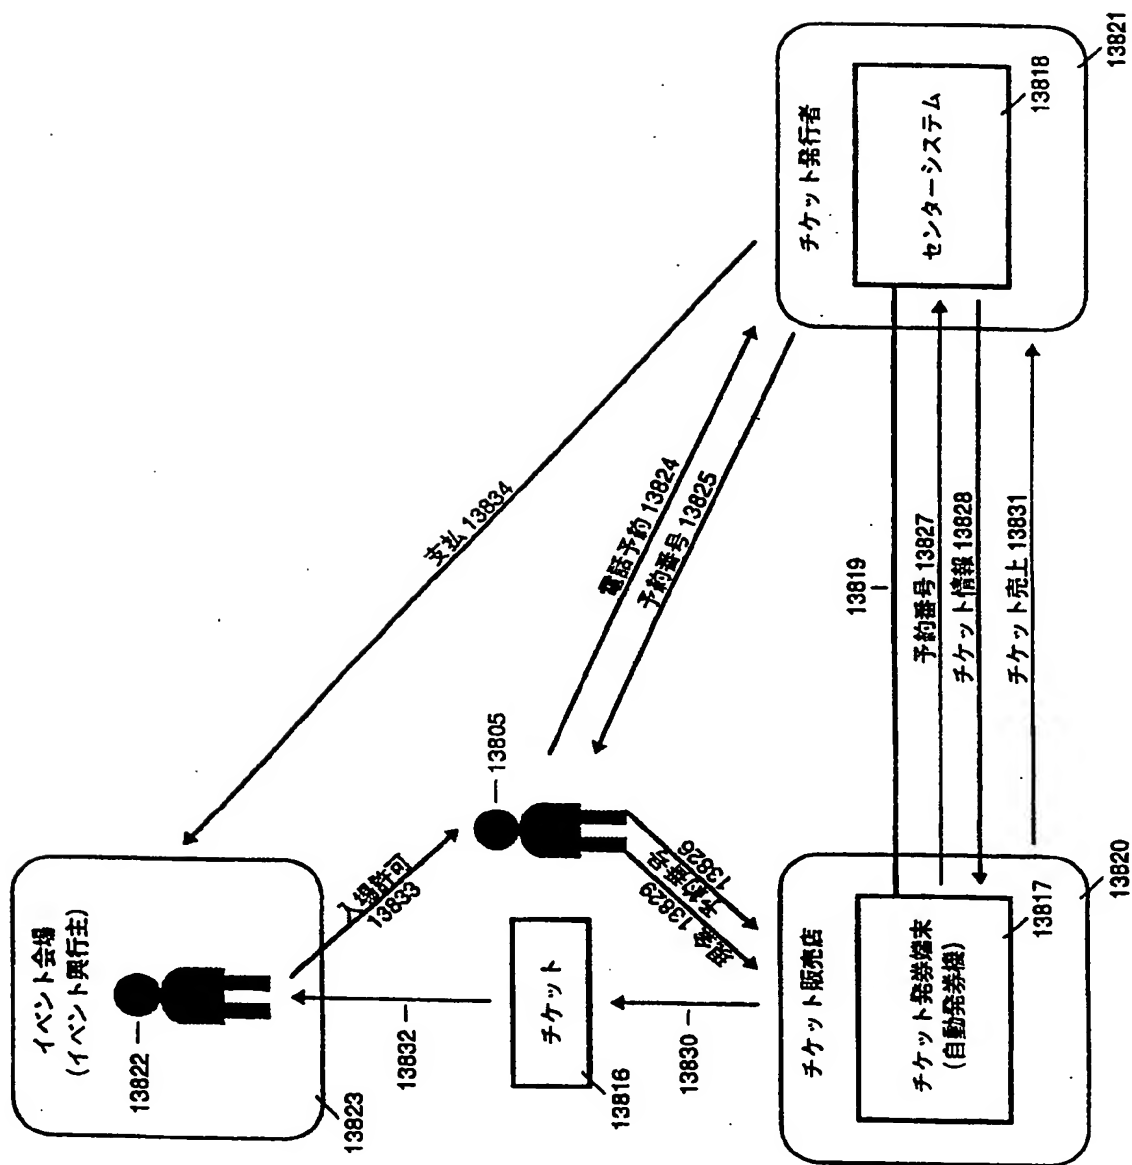 イベント会場
(イベント興行主)
13822
13823
入場許可
13833
13832
チケット
13816
13830
13805
支払 13834
電話予約 13824
予約番号 13825
予約番号
13826
現金
13829
チケット販売店
チケット発券端末
(自動発券機)
13817
13820
13819
予約番号 13827
チケット情報 13828
チケット売上 13831
チケット発行者
センターシステム
13818
13821